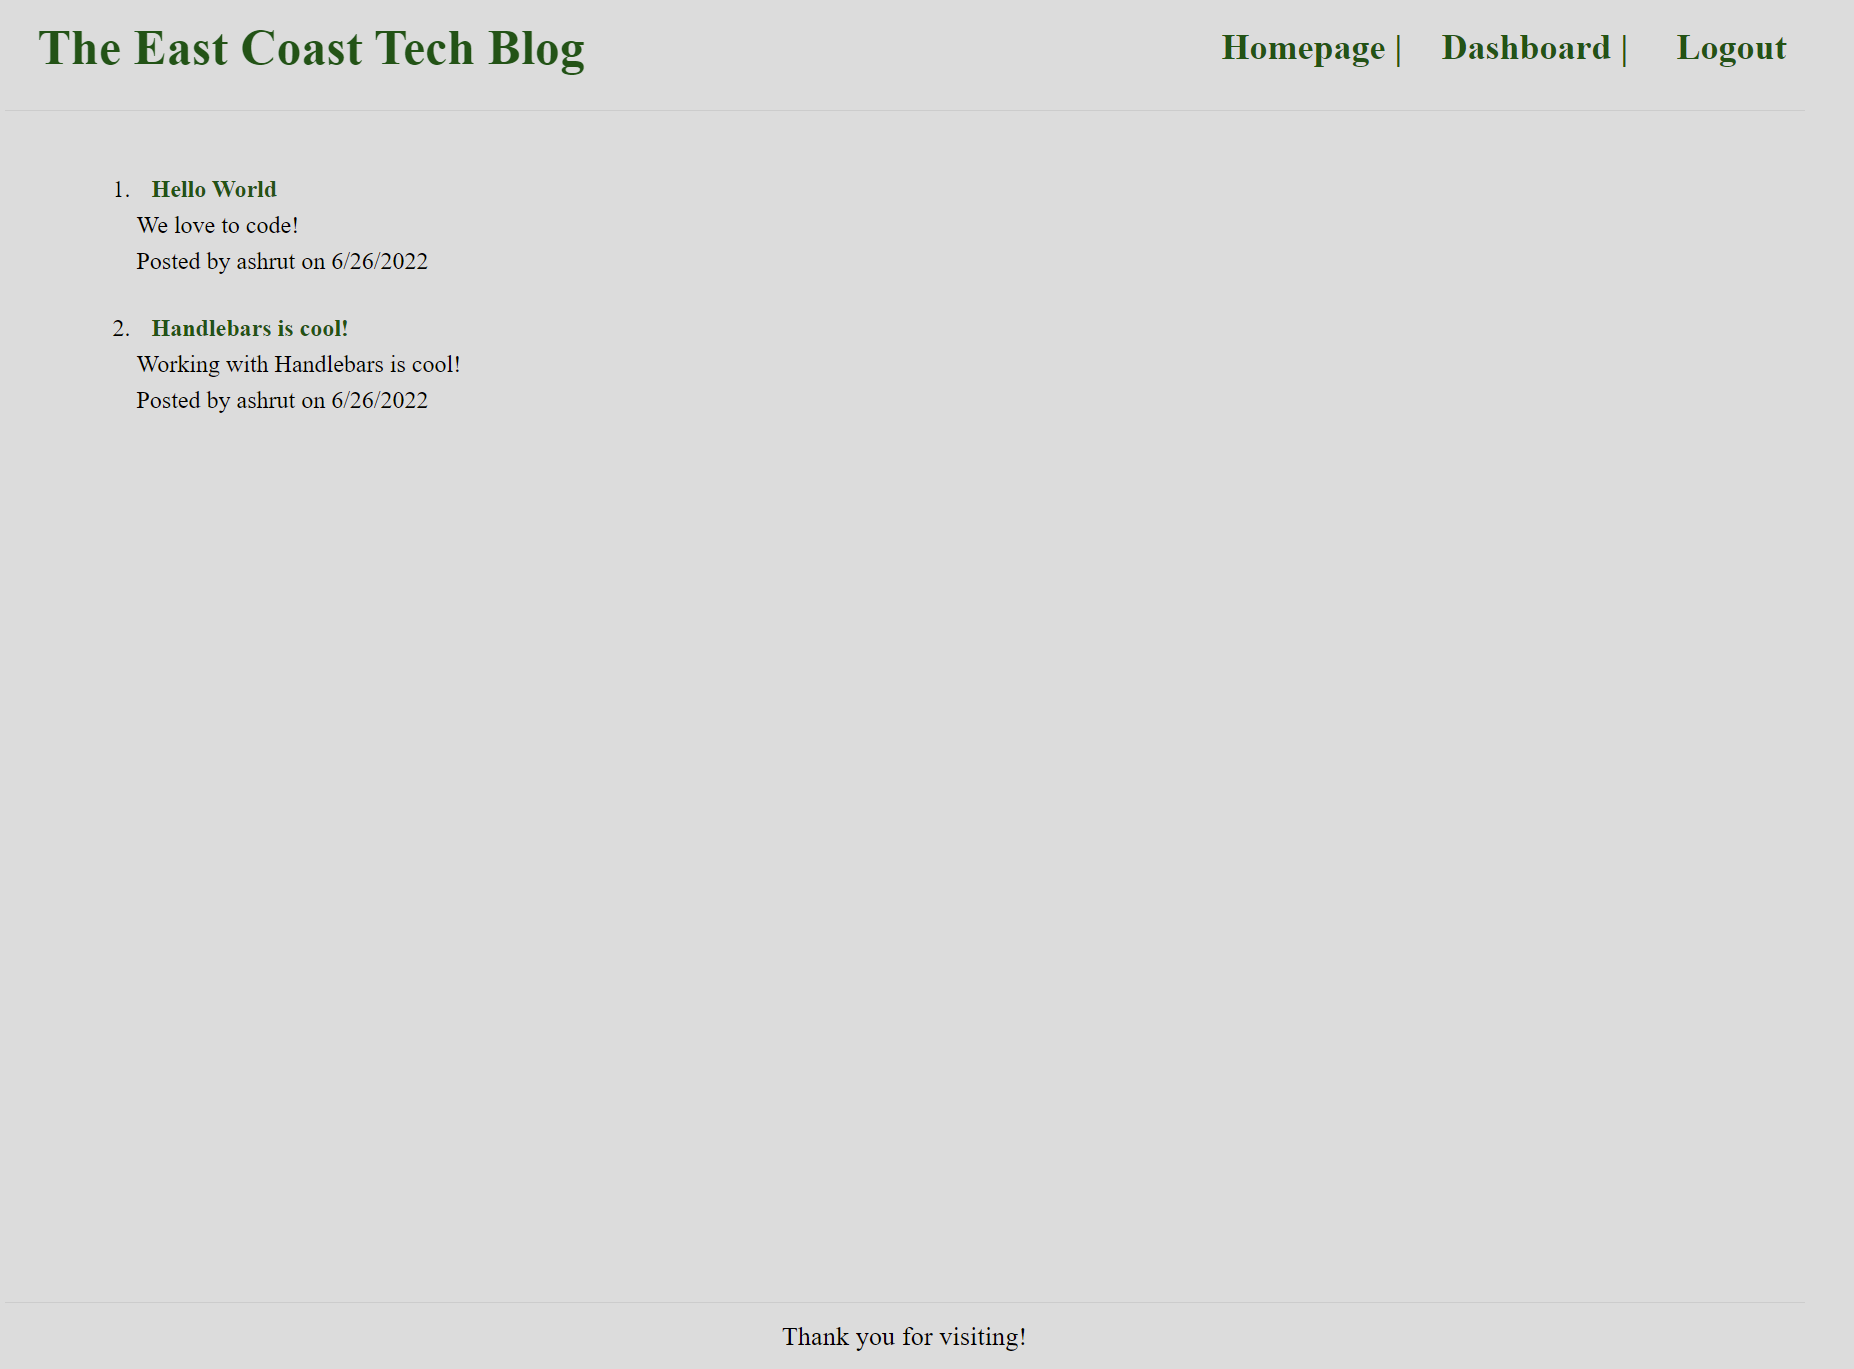 The East Coast Tech Blog
Homepage | Dashboard | Logout
1. Hello World
We love to code!
Posted by ashrut on 6/26/2022
2. Handlebars is cool!
Working with Handlebars is cool!
Posted by ashrut on 6/26/2022
Thank you for visiting!